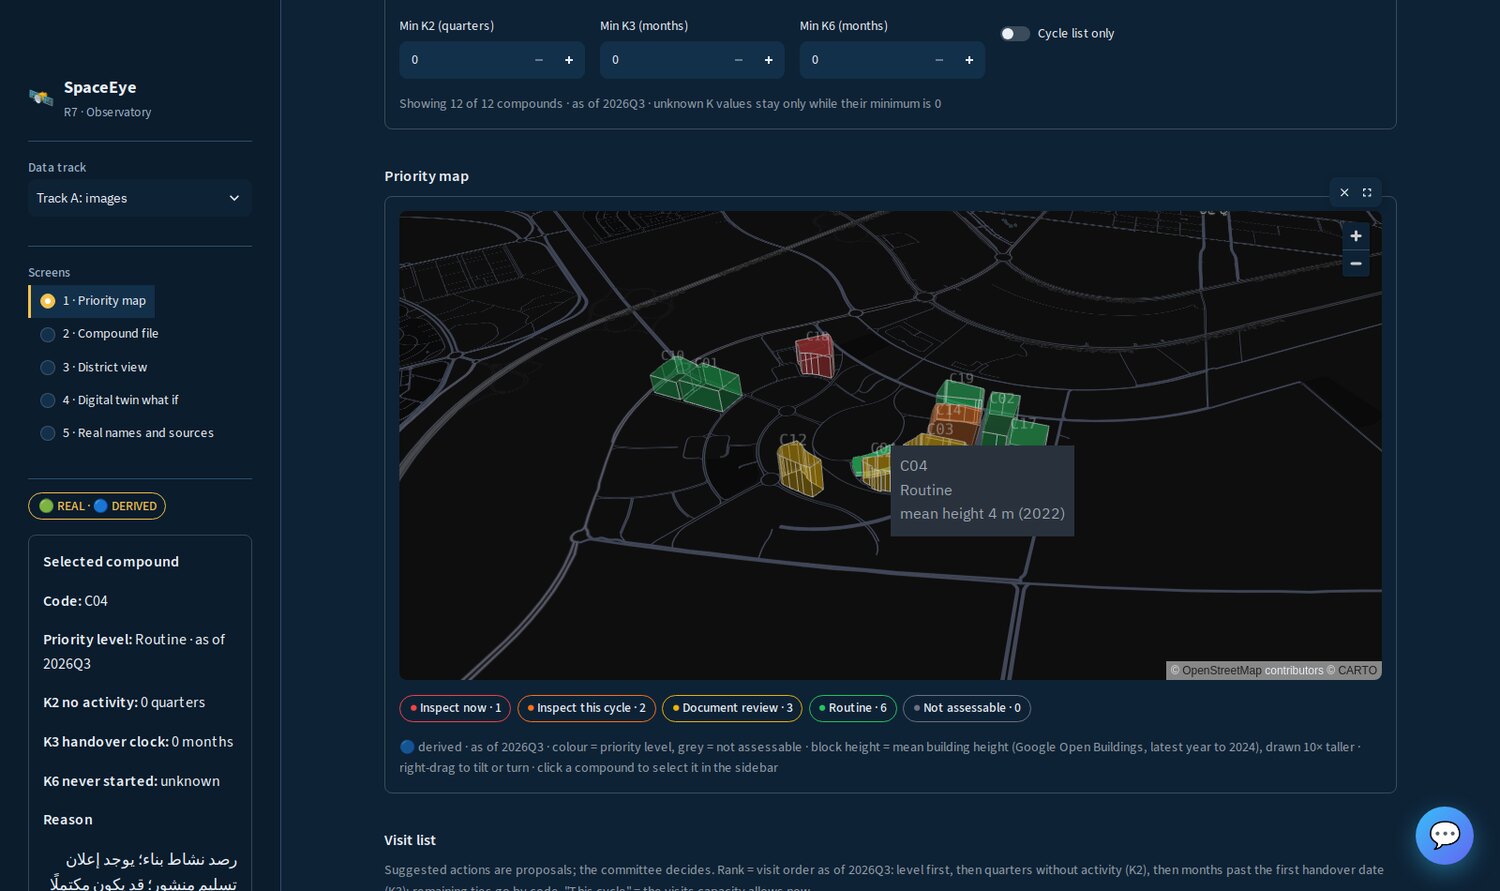 Min K2 (quarters)
Min K3 (months)
Min K6 (months)
0
0
0
Cycle list only
Showing 12 of 12 compounds · as of 2026Q3 · unknown K values stay only while their minimum is 0
SpaceEye
R7 · Observatory
Data track
Track A: images
Screens
1 · Priority map
2 · Compound file
3 · District view
4 · Digital twin what if
5 · Real names and sources
REAL · DERIVED
Selected compound
Code: C04
Priority level: Routine · as of
2026Q3
K2 no activity: 0 quarters
K3 handover clock: 0 months
K6 never started: unknown
Reason
رصد نشاط بناء؛ يوجد إعلان
تسليم منشور؛ قد يكون مكتملًا
Priority map
C10
C01
C19
C02
C14
C17
C03
C12
C04
Routine
mean height 4 m (2022)
© OpenStreetMap contributors © CARTO
Inspect now · 1
Inspect this cycle · 2
Document review · 3
Routine · 6
Not assessable · 0
derived · as of 2026Q3 · colour = priority level, grey = not assessable · block height = mean building height (Google Open Buildings, latest year to 2024), drawn 10× taller ·
right-drag to tilt or turn · click a compound to select it in the sidebar
Visit list
Suggested actions are proposals; the committee decides. Rank = visit order as of 2026Q3: level first, then quarters without activity (K2), then months past the first handover date